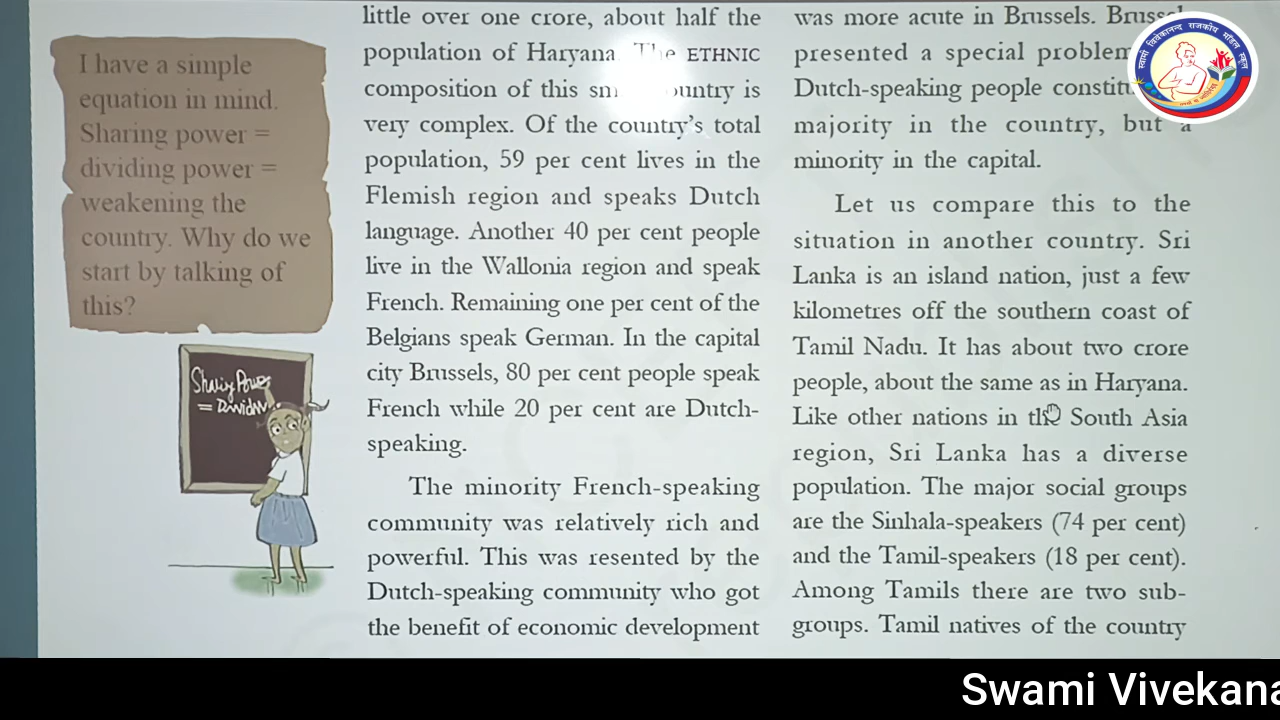 I have a simple
equation in mind.
Sharing power =
dividing power =
weakening the
country. Why do we
start by talking of
this?
Sharing Power
=
little over one crore, about half the
population of Haryana. The ETHNIC
composition of this country is
very complex. Of the country's total
population, 59 per cent lives in the
Flemish region and speaks Dutch
language. Another 40 per cent people
live in the Wallonia region and speak
French. Remaining one per cent of the
Belgians speak German. In the capital
city Brussels, 80 per cent people speak
French while 20 per cent are Dutch-
speaking.
The minority French-speaking
community was relatively rich and
powerful. This was resented by the
Dutch-speaking community who got
the benefit of economic development
was more acute in Brussels. Brussels
presented a special problem
Dutch-speaking people
majority in the country, but a
minority in the capital.
Let us compare this to the
situation in another country. Sri
Lanka is an island nation, just a few
kilometres off the southern coast of
Tamil Nadu. It has about two crore
people, about the same as in Haryana.
Like other nations in the South Asia
region, Sri Lanka has a diverse
population. The major social groups
are the Sinhala-speakers (74 per cent)
and the Tamil-speakers (18 per cent).
Among Tamils there are two sub-
groups. Tamil natives of the country
स्वामी विवेकानन्द राजकीय मॉडल स्कूल
Swami Vivekana